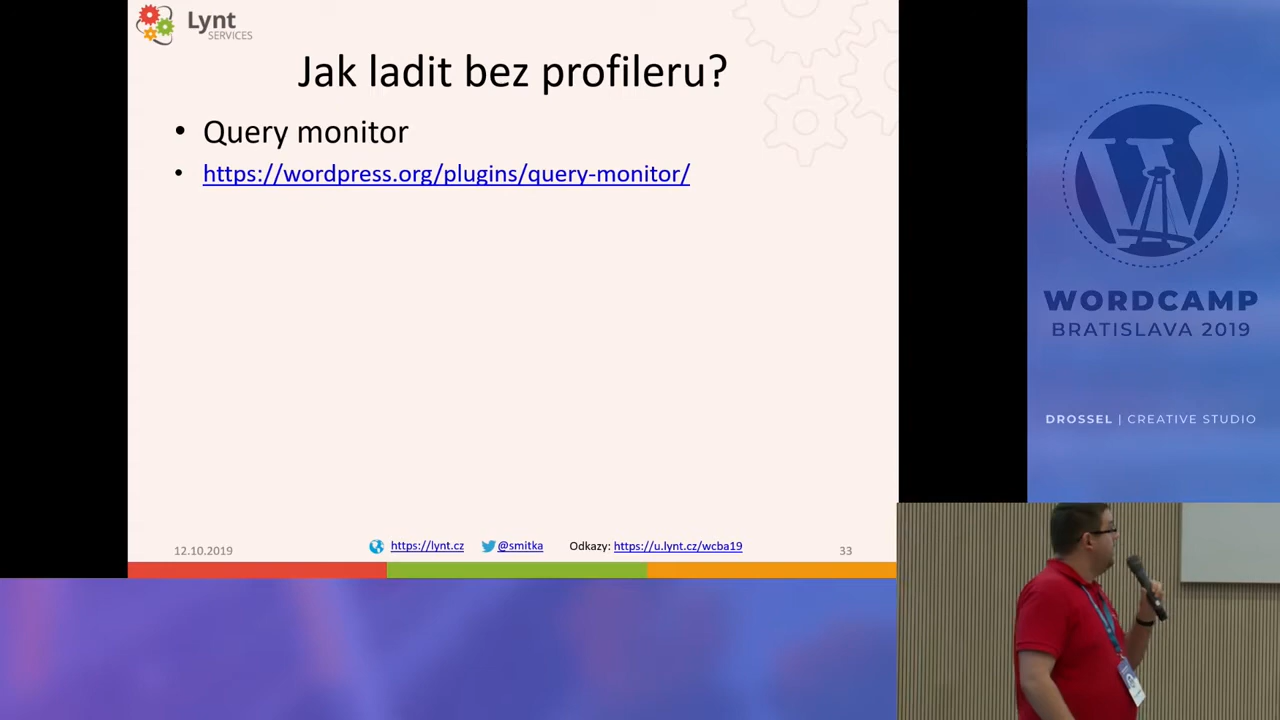 Lynt
SERVICES
Jak ladit bez profileru?
• Query monitor
• https://wordpress.org/plugins/query-monitor/
12.10.2019
https://lynt.cz
@smitka
Odkazy: https://u.lynt.cz/wcba19
33
WORDCAMP
BRATISLAVA 2019
DROSSEL | CREATIVE STUDIO